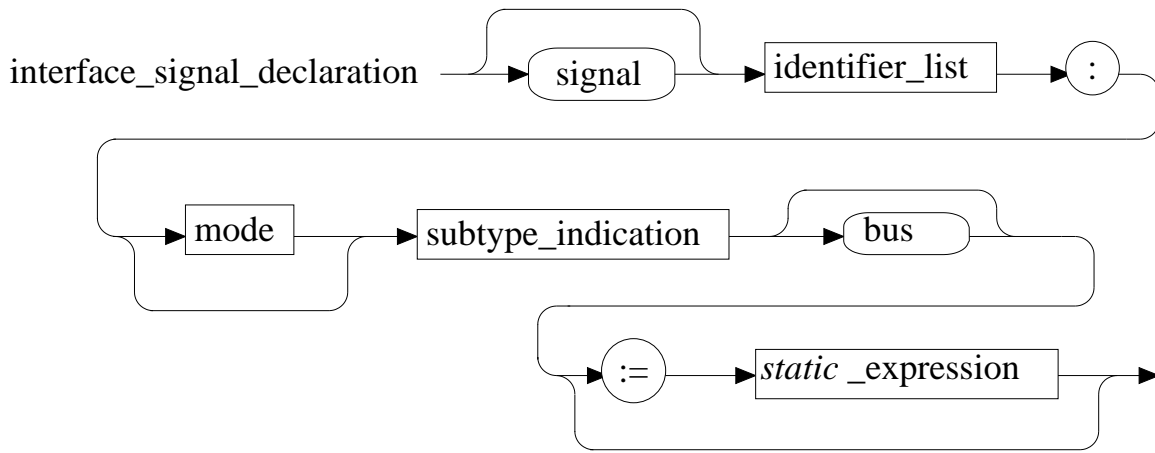 interface_signal_declaration signal identifier_list :
mode subtype_indication bus
:= static _expression